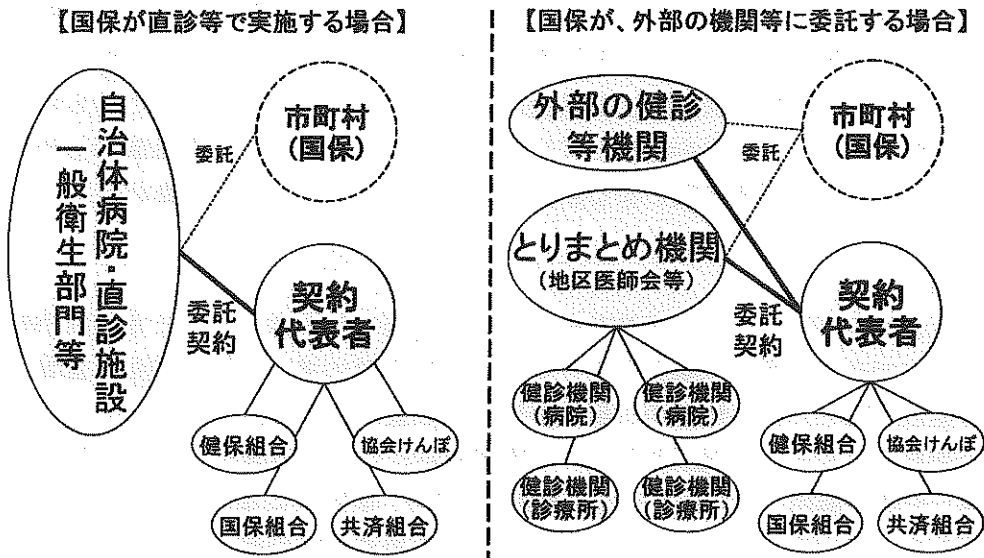 【国保が直診等で実施する場合】
自治体病院・直診施設
一般衛生部門等
市町村
(国保)
委託
委託
契約
契約
代表者
健保組合
協会けんぽ
国保組合
共済組合
【国保が、外部の機関等に委託する場合】
外部の健診
等機関
市町村
(国保)
委託
とりまとめ機関
(地区医師会等)
委託
契約
契約
代表者
健診機関
(病院)
健診機関
(病院)
健診機関
(診療所)
健診機関
(診療所)
健保組合
協会けんぽ
国保組合
共済組合